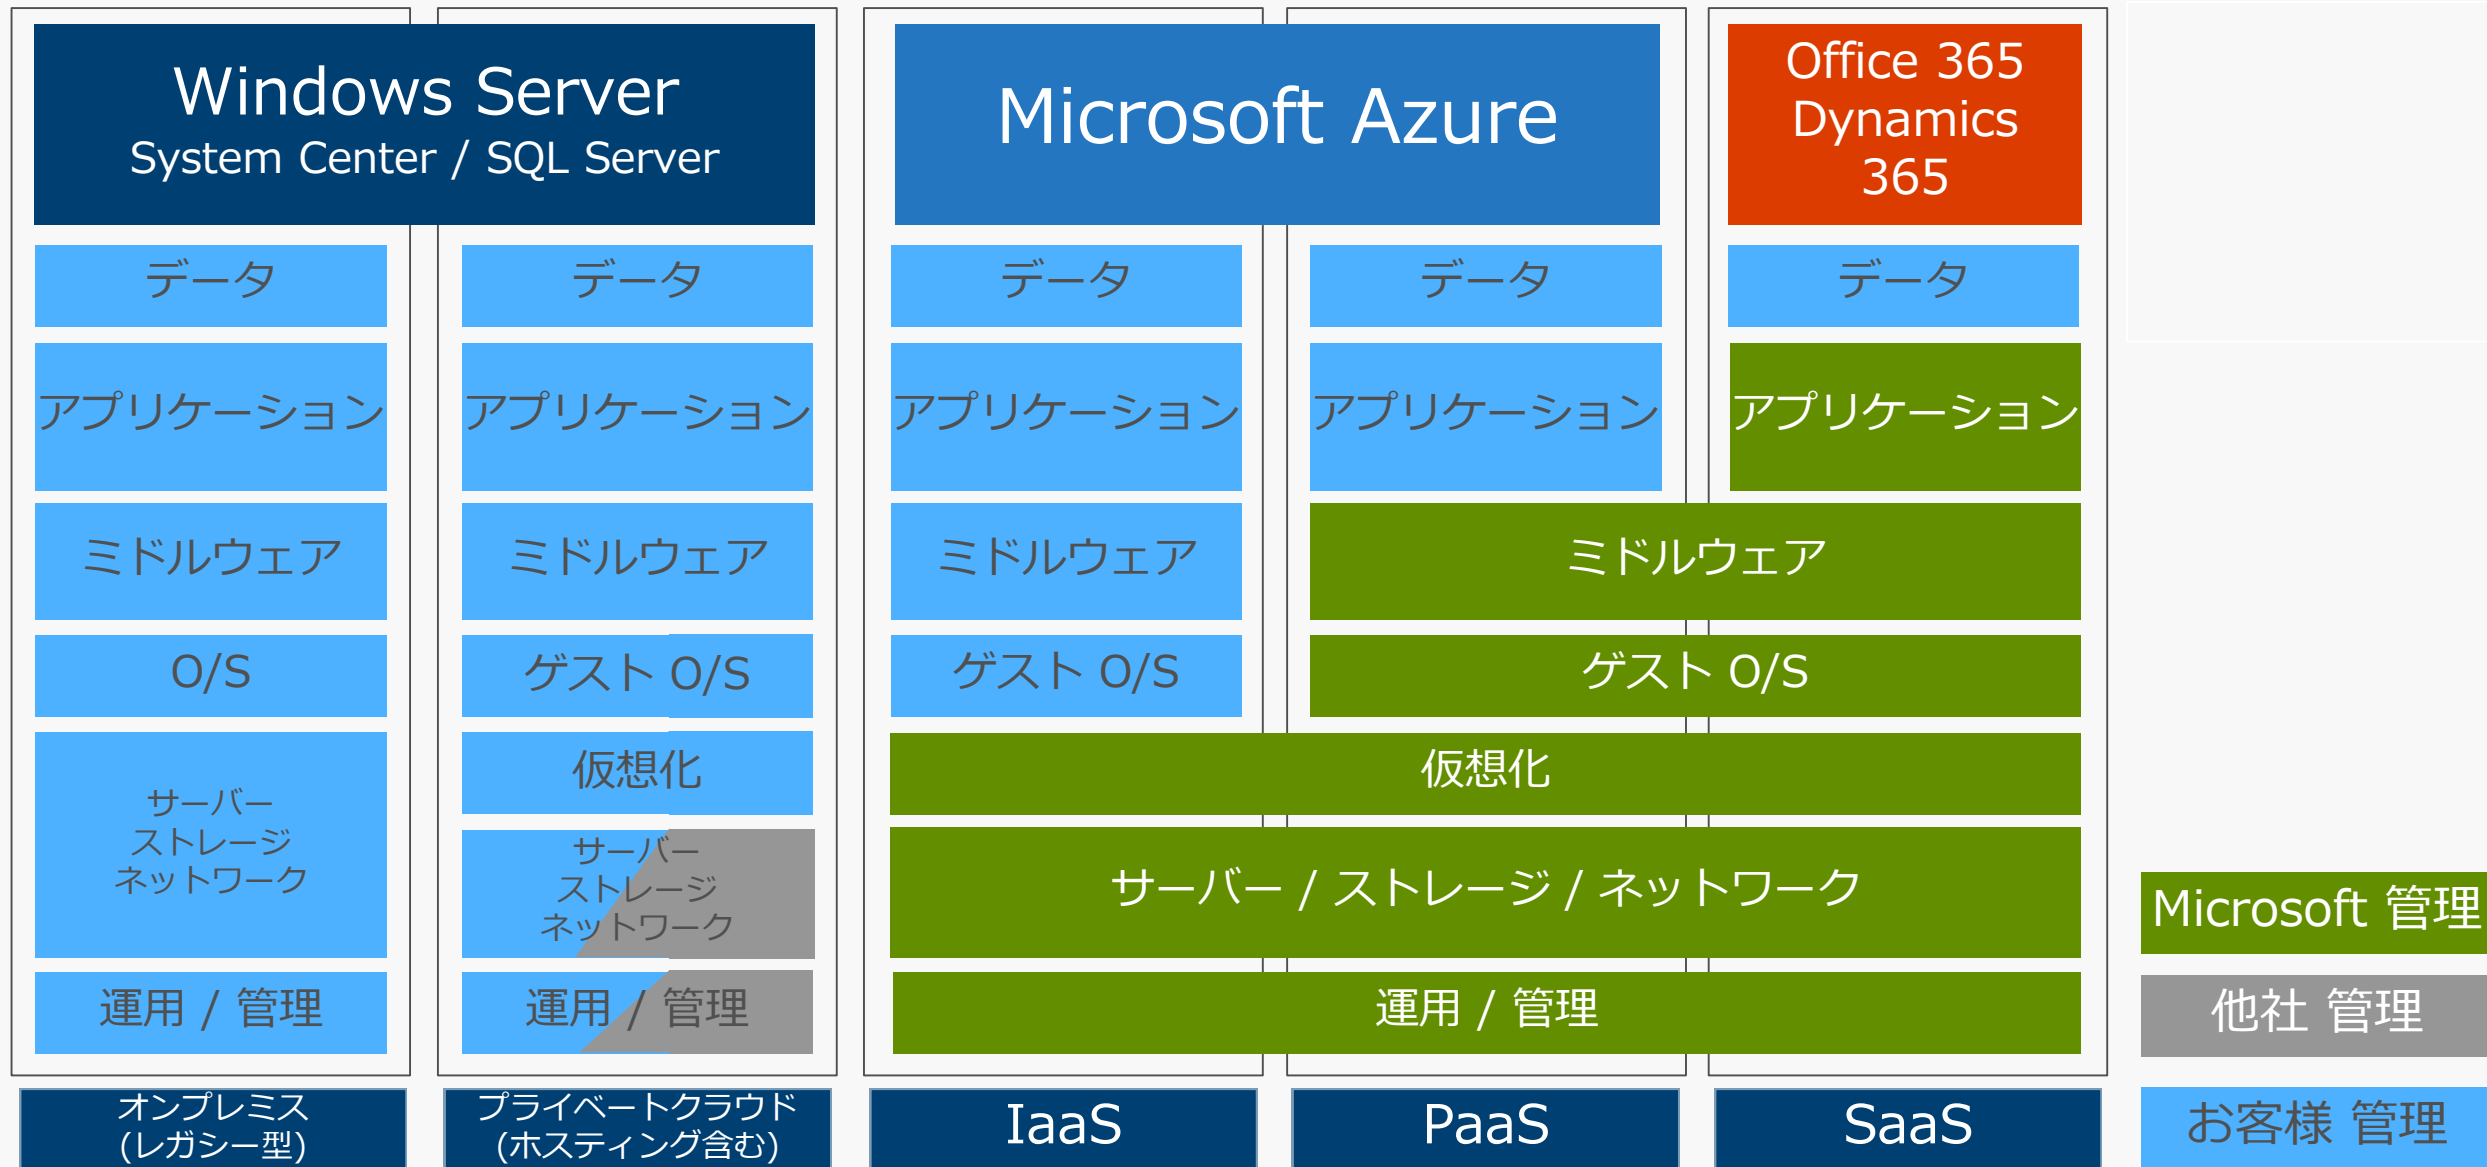 Windows Server
System Center / SQL Server
Microsoft Azure
Office 365
Dynamics
365
データ
データ
データ
データ
データ
アプリケーション
アプリケーション
アプリケーション
アプリケーション
アプリケーション
ミドルウェア
ミドルウェア
ミドルウェア
ミドルウェア
O/S
ゲスト O/S
ゲスト O/S
ゲスト O/S
サーバー
ストレージ
ネットワーク
仮想化
仮想化
サーバー
ストレージ
ネットワーク
サーバー / ストレージ / ネットワーク
運用 / 管理
運用 / 管理
運用 / 管理
オンプレミス
(レガシー型)
プライベートクラウド
(ホスティング含む)
IaaS
PaaS
SaaS
Microsoft 管理
他社 管理
お客様 管理